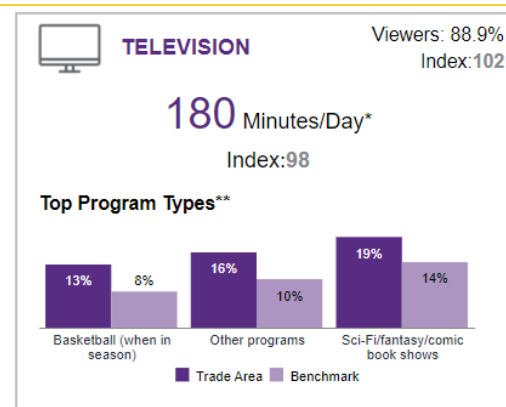 TELEVISION
Viewers: 88.9%
Index:102
180 Minutes/Day*
Index:98
Top Program Types**
13%
8%
16%
10%
19%
14%
Basketball (when in
season)
Other programs
Sci-Fi/fantasy/comic
book shows
Trade Area
Benchmark